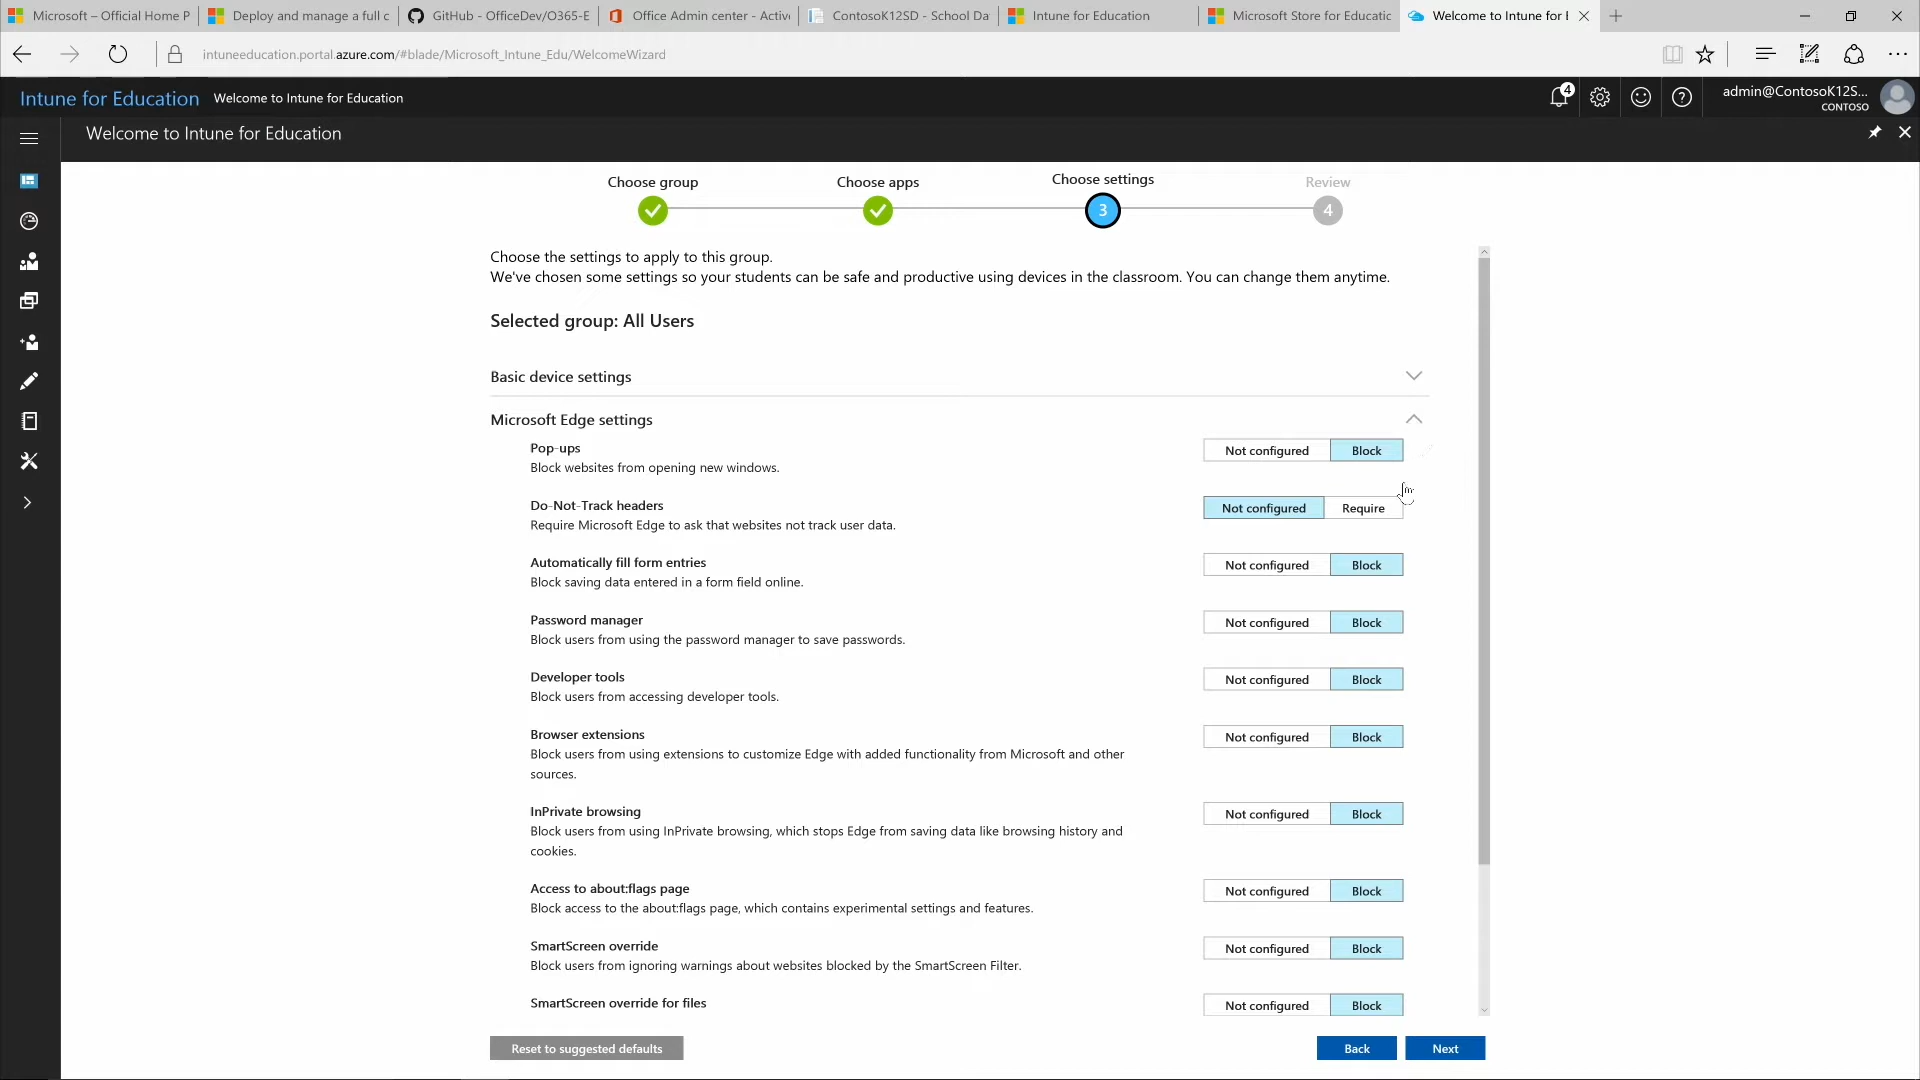 Microsoft – Official Home P
Deploy and manage a full c
GitHub - OfficeDev/O365-E
Office Admin center - Active
ContosoK12SD - School Da
Intune for Education
Microsoft Store for Educatic
Welcome to Intune for E
intuneeducation.portal.azure.com/#blade/Microsoft_Intune_Edu/WelcomeWizard
Intune for Education
Welcome to Intune for Education
4
admin@ContosoK12S...
CONTOSO
Welcome to Intune for Education
Choose group
Choose apps
Choose settings
Review
3
4
Choose the settings to apply to this group.
We've chosen some settings so your students can be safe and productive using devices in the classroom. You can change them anytime.
Selected group: All Users
Basic device settings
Microsoft Edge settings
Pop-ups
Block websites from opening new windows.
Not configured
Block
Do-Not-Track headers
Require Microsoft Edge to ask that websites not track user data.
Not configured
Require
Automatically fill form entries
Block saving data entered in a form field online.
Not configured
Block
Password manager
Block users from using the password manager to save passwords.
Not configured
Block
Developer tools
Block users from accessing developer tools.
Not configured
Block
Browser extensions
Block users from using extensions to customize Edge with added functionality from Microsoft and other
sources.
Not configured
Block
InPrivate browsing
Block users from using InPrivate browsing, which stops Edge from saving data like browsing history and
cookies.
Not configured
Block
Access to about:flags page
Block access to the about:flags page, which contains experimental settings and features.
Not configured
Block
SmartScreen override
Block users from ignoring warnings about websites blocked by the SmartScreen Filter.
Not configured
Block
SmartScreen override for files
Not configured
Block
Reset to suggested defaults
Back
Next